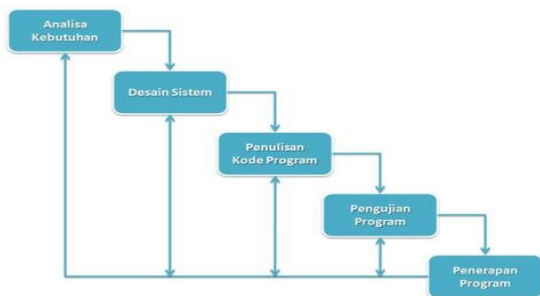 Analisa
Kebutuhan
Desain Sistem
Penulisan
Kode Program
Pengujian
Program
Penerapan
Program